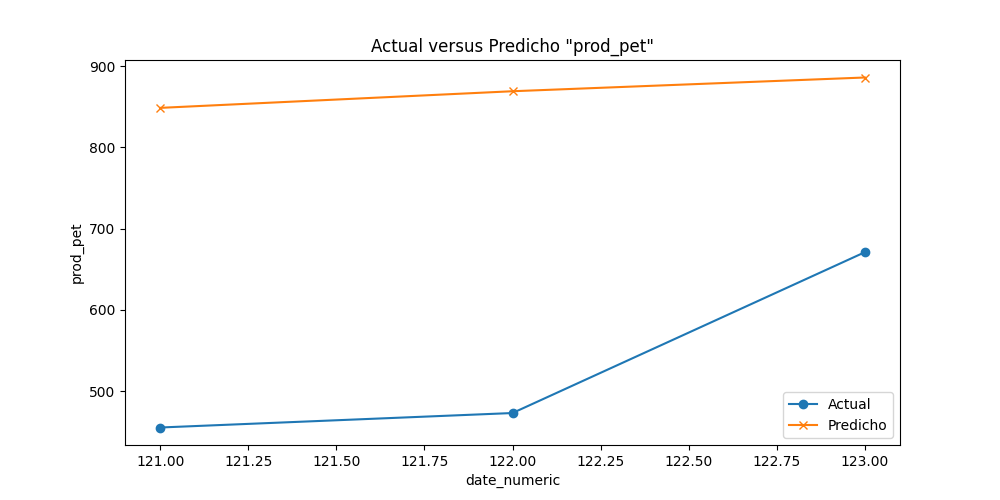 Actual versus Predicho "prod_pet"
900
800
700
600
500
prod_pet
121.00 121.25 121.50 121.75 122.00 122.25 122.50 122.75 123.00
date_numeric
Actual
Predicho